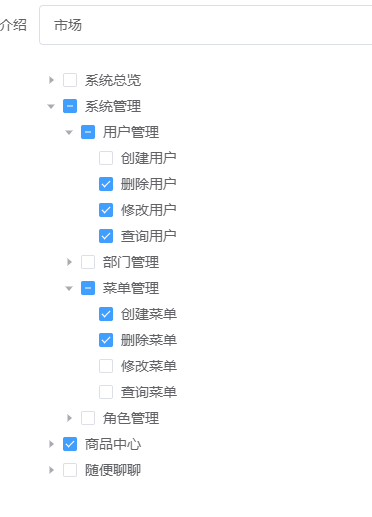 介绍 市场
系统总览
系统管理
用户管理
创建用户
删除用户
修改用户
查询用户
部门管理
菜单管理
创建菜单
删除菜单
修改菜单
查询菜单
角色管理
商品中心
随便聊聊